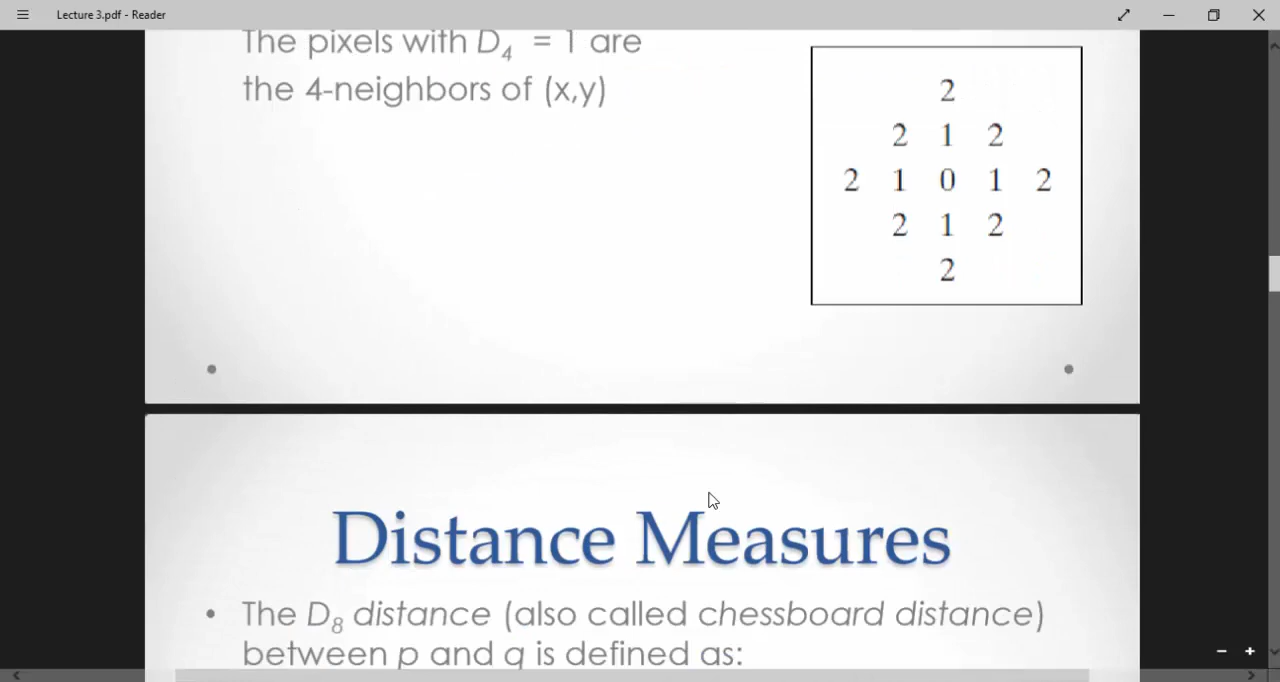 Lecture 3.pdf - Reader
The pixels with D4 = 1 are
the 4-neighbors of (x,y)
2
2 1 2
2 1 0 1 2
2 1 2
2
Distance Measures
• The D8 distance (also called chessboard distance)
between p and q is defined as: